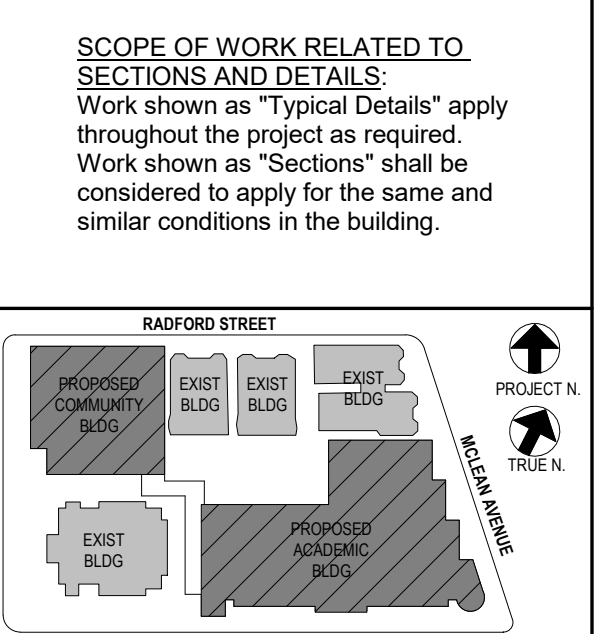 SCOPE OF WORK RELATED TO
SECTIONS AND DETAILS:
Work shown as "Typical Details" apply
throughout the project as required.
Work shown as "Sections" shall be
considered to apply for the same and
similar conditions in the building.
RADFORD STREET
PROPOSED
COMMUNITY
BLDG
EXIST
BLDG
EXIST
BLDG
EXIST
BLDG
PROJECT N.
TRUE N.
MCLEAN AVENUE
EXIST
BLDG
PROPOSED
ACADEMIC
BLDG